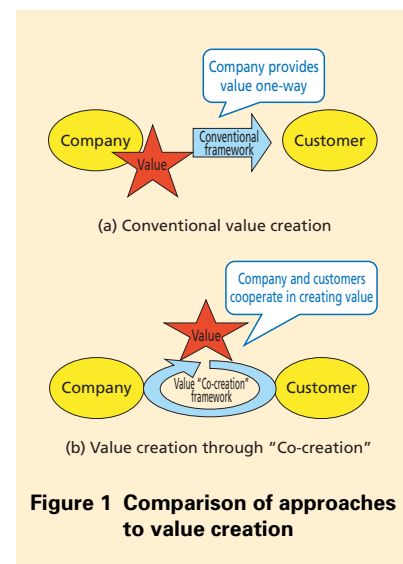 Company provides
value one-way
Company
Value
Conventional
framework
Customer
(a) Conventional value creation
Company and customers
cooperate in creating value
Value
Company
Value “Co-creation”
framework
Customer
(b) Value creation through “Co-creation”
Figure 1 Comparison of approaches
to value creation